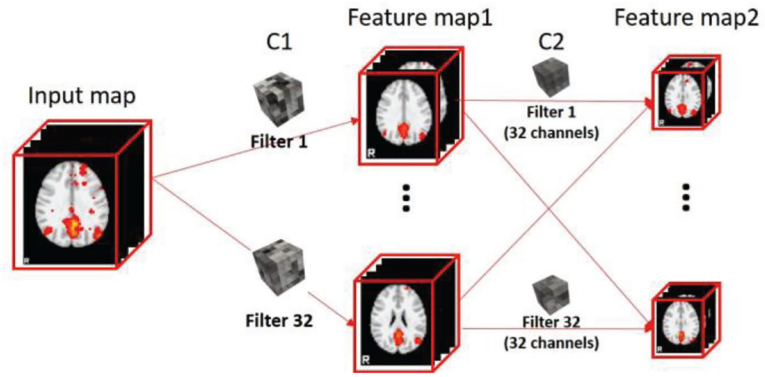 Feature map1
Feature map2
C1
C2
Input map
Filter 1
Filter 1
(32 channels)
R
R
R
Filter 32
Filter 32
(32 channels)
R
R